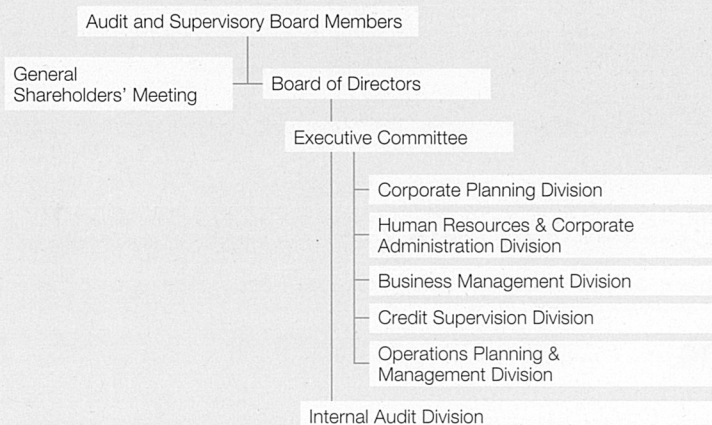 Audit and Supervisory Board Members
General
Shareholders' Meeting
Board of Directors
Executive Committee
Corporate Planning Division
Human Resources & Corporate
Administration Division
Business Management Division
Credit Supervision Division
Operations Planning &
Management Division
Internal Audit Division